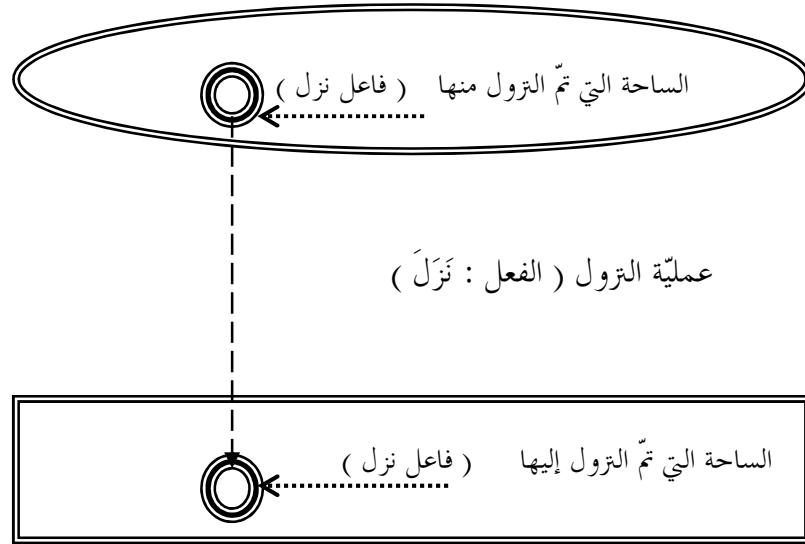 الساحة التي تمّ النزول منها ( فاعل نزل )
عمليّة النزول ( الفعل : نَزَلَ )
الساحة التي تمّ النزول إليها ( فاعل نزل )